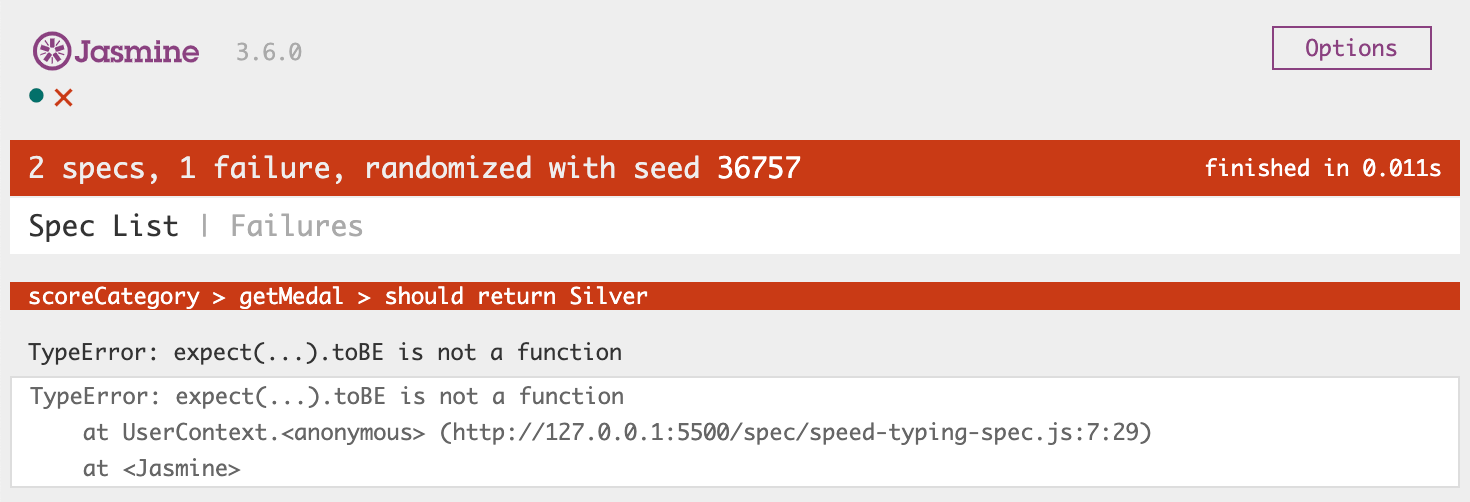 Jasmine 3.6.0 Options
2 specs, 1 failure, randomized with seed 36757 finished in 0.011s
Spec List | Failures
scoreCategory > getMedal > should return Silver
TypeError: expect(...).toBE is not a function
TypeError: expect(...).toBE is not a function
at UserContext.<anonymous> (http://127.0.0.1:5500/spec/speed-typing-spec.js:7:29)
at <Jasmine>